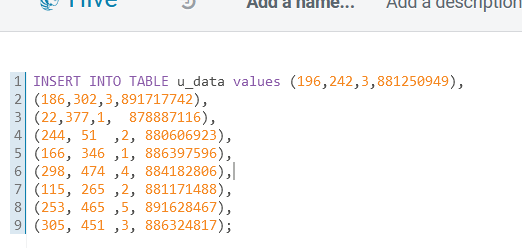 Hive
Add a name...
Add a description
1 INSERT INTO TABLE u_data values (196,242,3,881250949),
2 (186,302,3,891717742),
3 (22,377,1,  878887116),
4 (244, 51  ,2, 880606923),
5 (166, 346 ,1, 886397596),
6 (298, 474 ,4, 884182806),
7 (115, 265 ,2, 881171488),
8 (253, 465 ,5, 891628467),
9 (305, 451 ,3, 886324817);